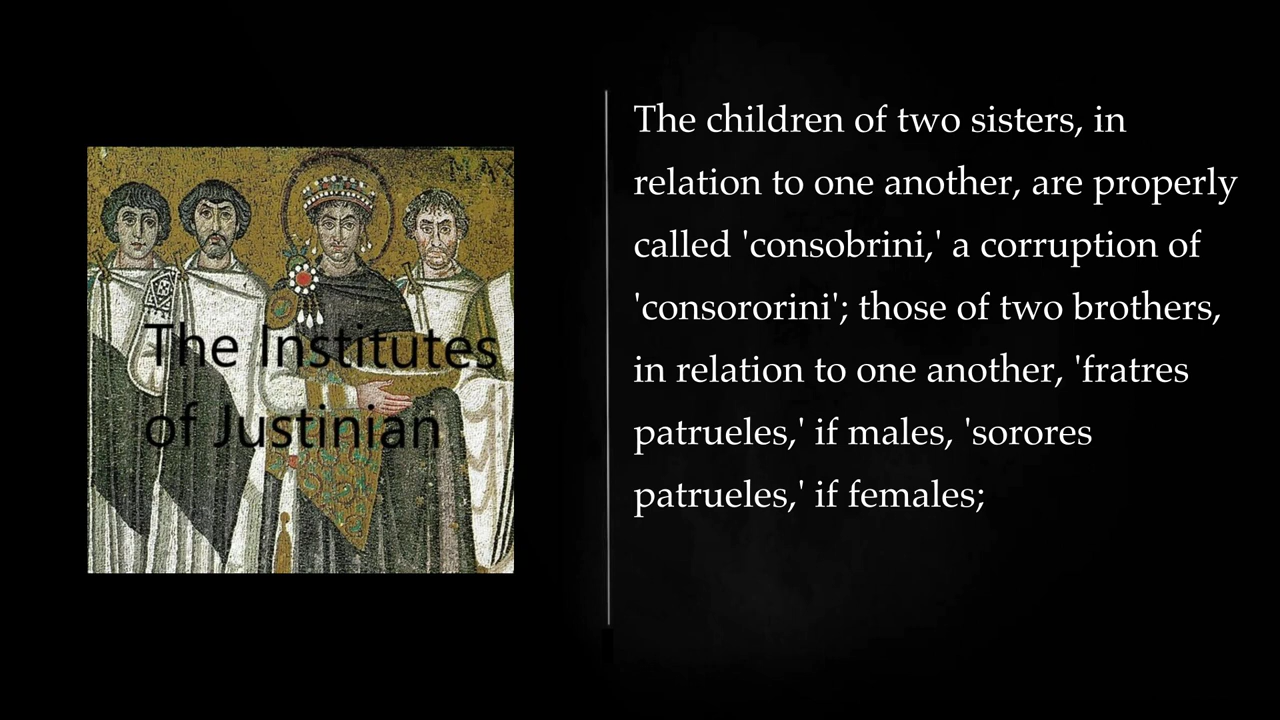 The Institutes
of Justinian
The children of two sisters, in
relation to one another, are properly
called 'consobrini,' a corruption of
'consororini'; those of two brothers,
in relation to one another, 'fratres
patrueles,' if males, 'sorores
patrueles,' if females;